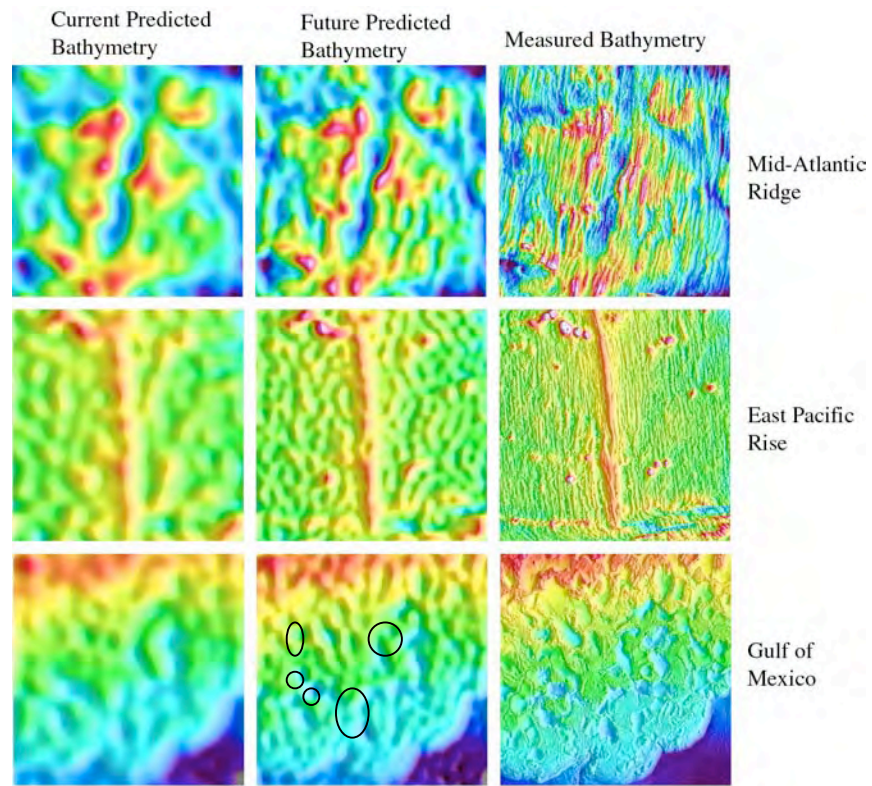 Current Predicted
Bathymetry
Future Predicted
Bathymetry
Measured Bathymetry
Mid-Atlantic
Ridge
East Pacific
Rise
Gulf of
Mexico